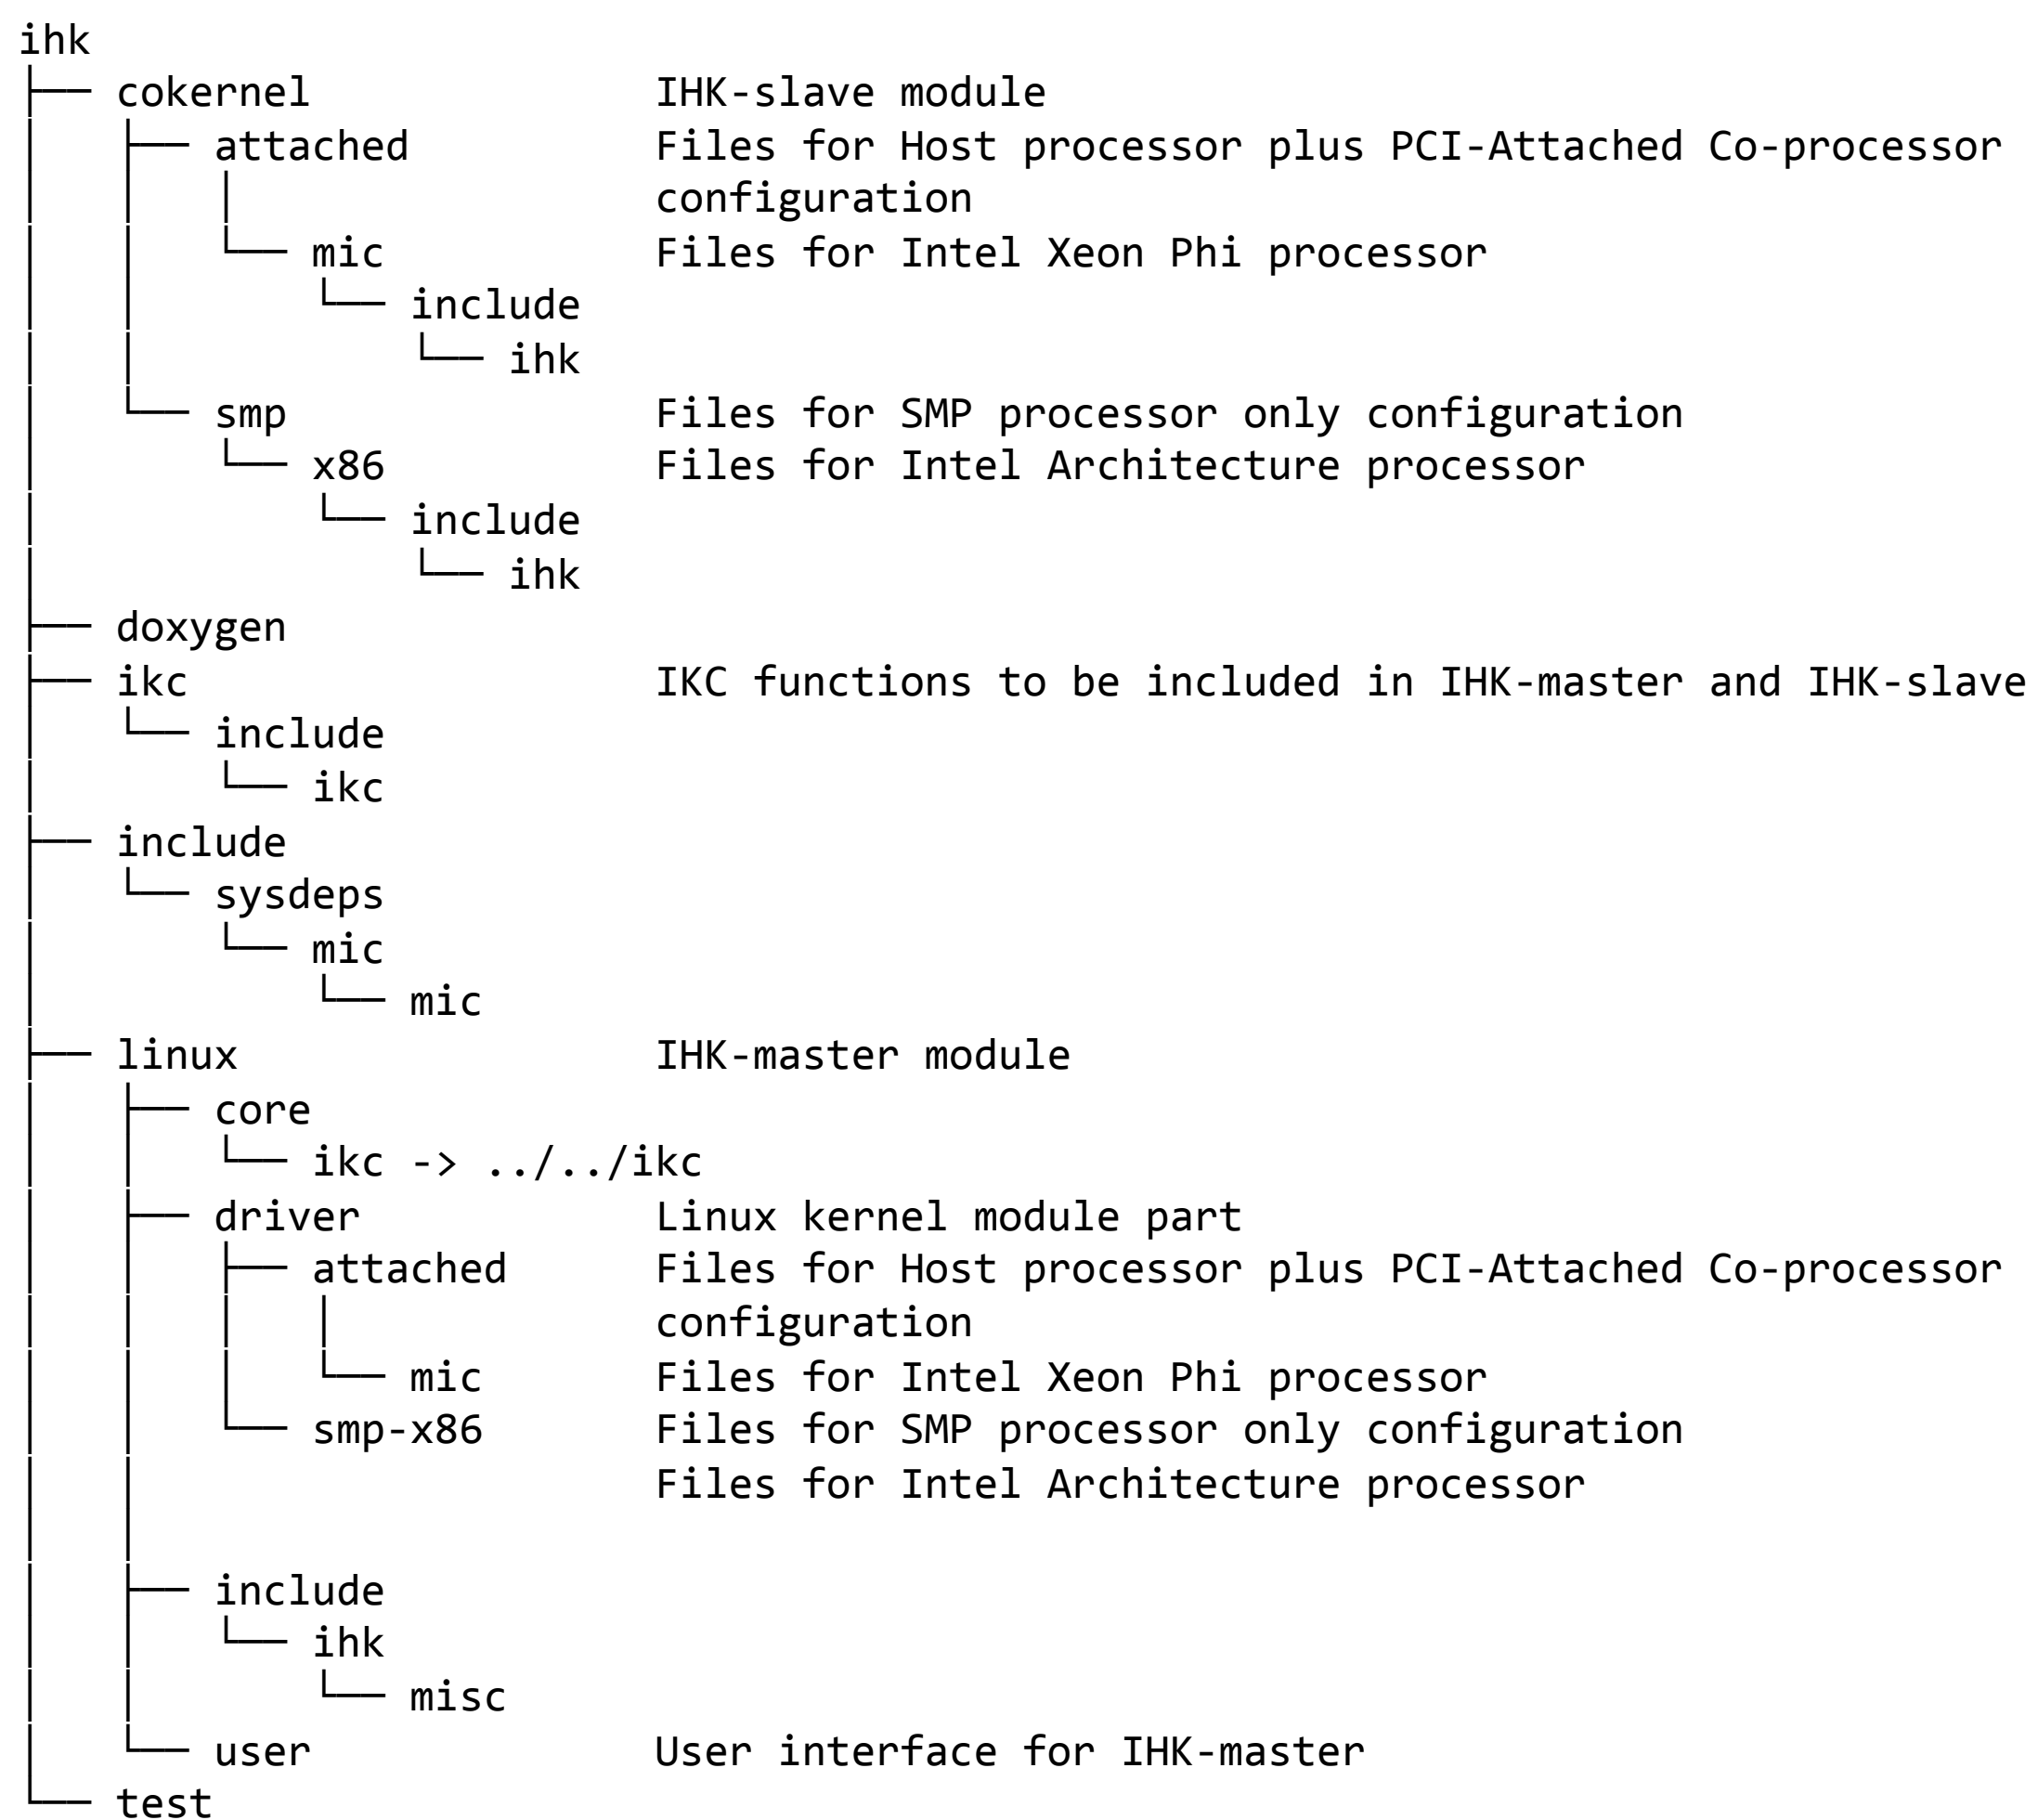 ihk
├── cokernel IHK-slave module
│   ├── attached Files for Host processor plus PCI-Attached Co-processor
│   │   │ configuration
│   │   └── mic Files for Intel Xeon Phi processor
│   │       └── include
│   │           └── ihk
│   └── smp Files for SMP processor only configuration
│       └── x86 Files for Intel Architecture processor
│           └── include
│               └── ihk
├── doxygen
├── ikc IKC functions to be included in IHK-master and IHK-slave
│   └── include
│       └── ikc
├── include
│   └── sysdeps
│       └── mic
│           └── mic
├── linux IHK-master module
│   ├── core
│   │   └── ikc -> ../../ikc
│   ├── driver Linux kernel module part
│   │   ├── attached Files for Host processor plus PCI-Attached Co-processor
│   │   │   │ configuration
│   │   │   └── mic Files for Intel Xeon Phi processor
│   │   └── smp-x86 Files for SMP processor only configuration
│   │ Files for Intel Architecture processor
│   │
│   ├── include
│   │   └── ihk
│   │       └── misc
│   └── user User interface for IHK-master
└── test